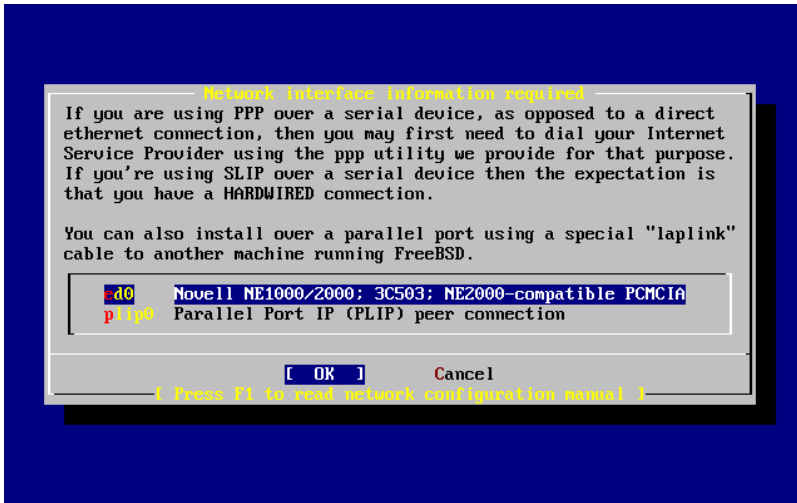 Network interface information required
If you are using PPP over a serial device, as opposed to a direct
ethernet connection, then you may first need to dial your Internet
Service Provider using the ppp utility we provide for that purpose.
If you're using SLIP over a serial device then the expectation is
that you have a HARDWIRED connection.
You can also install over a parallel port using a special "laplink"
cable to another machine running FreeBSD.
ed0 Novell NE1000/2000; 3C503; NE2000-compatible PCMCIA
plip0 Parallel Port IP (PLIP) peer connection
[ OK ] Cancel
[ Press F1 to read network configuration manual ]